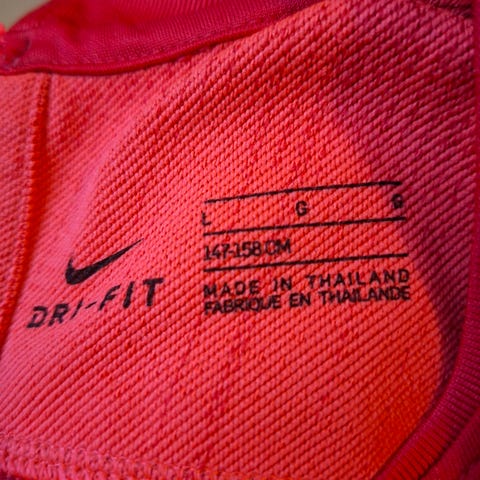 DRI-FIT
L G G
147-158 CM
MADE IN THAILAND
FABRIQUE EN THAILANDE